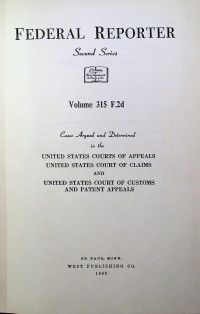 FEDERAL REPORTER
Second Series
Volume 315 F.2d
Cases Argued and Determined
in the
UNITED STATES COURTS OF APPEALS
UNITED STATES COURT OF CLAIMS
AND
UNITED STATES COURT OF CUSTOMS
AND PATENT APPEALS
ST. PAUL, MINN.
WEST PUBLISHING CO.
1963